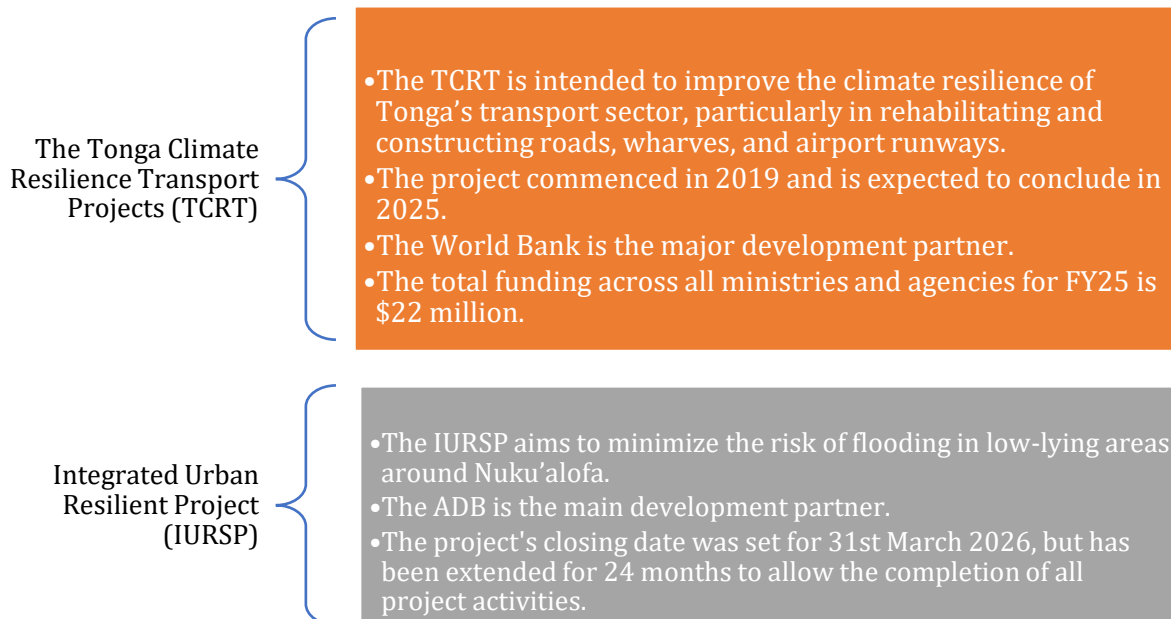 The Tonga Climate
Resilience Transport
Projects (TCRT)
•The TCRT is intended to improve the climate resilience of
Tonga’s transport sector, particularly in rehabilitating and
constructing roads, wharves, and airport runways.
•The project commenced in 2019 and is expected to conclude in
2025.
•The World Bank is the major development partner.
•The total funding across all ministries and agencies for FY25 is
$22 million.
Integrated Urban
Resilient Project
(IURSP)
•The IURSP aims to minimize the risk of flooding in low-lying areas
around Nuku’alofa.
•The ADB is the main development partner.
•The project's closing date was set for 31st March 2026, but has
been extended for 24 months to allow the completion of all
project activities.